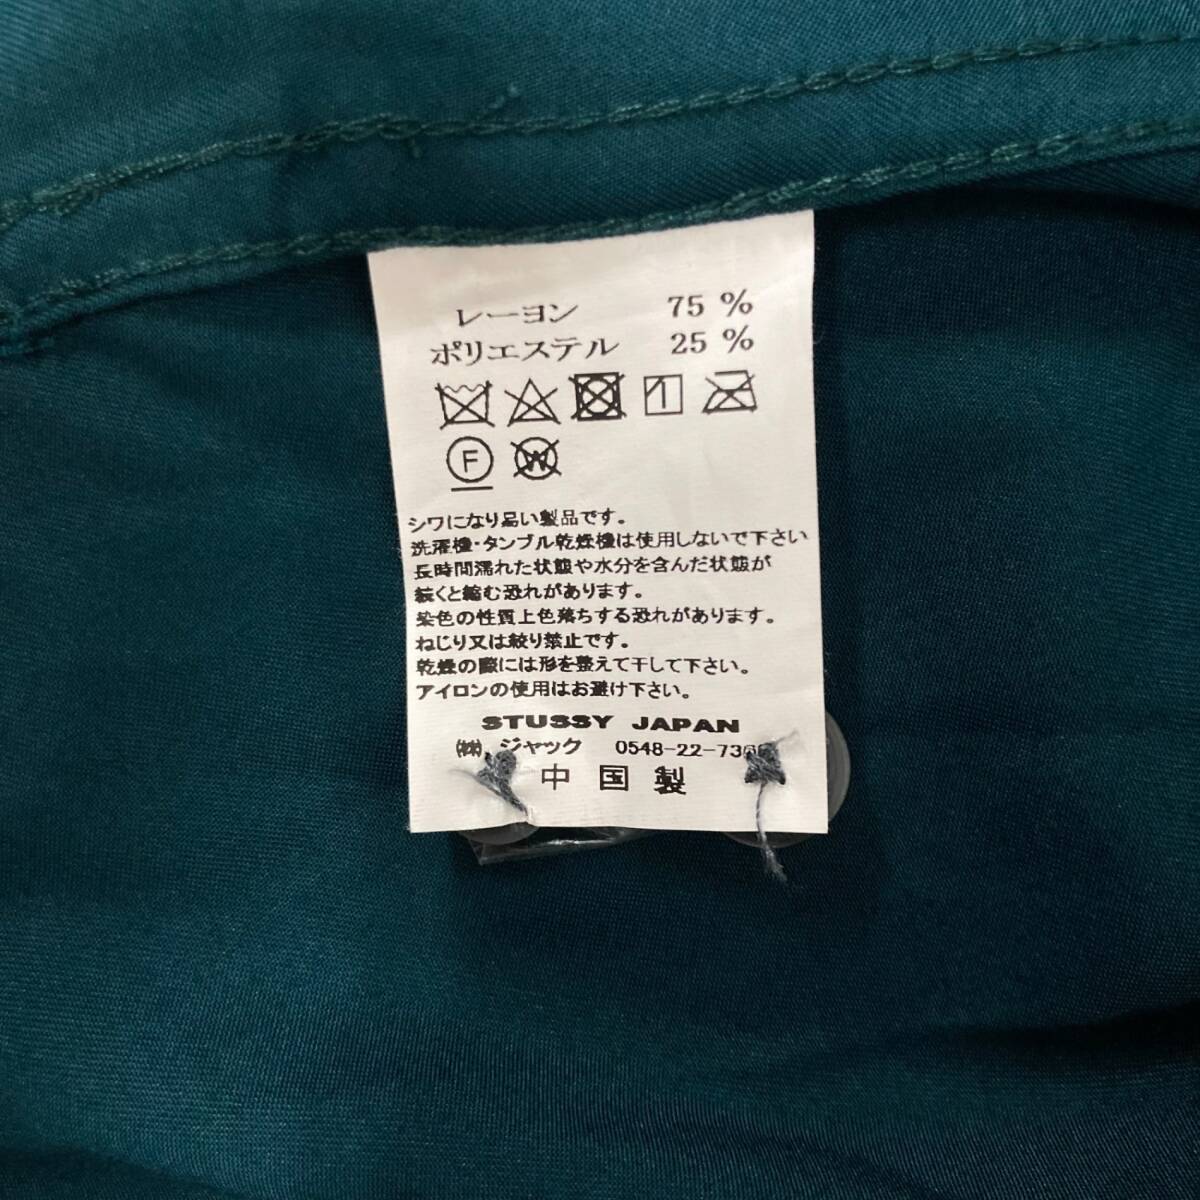 レーヨン 75 %
ポリエステル 25 %
F W
シワになり易い製品です。
洗濯機・タンブル乾燥機は使用しないで下さい
長時間濡れた状態や水分を含んだ状態が
続くと縮む恐れがあります。
染色の性質上色落ちする恐れがあります。
ねじり又は絞り禁止です。
乾燥の際には形を整えて干して下さい。
アイロンの使用はお避け下さい。
STUSSY JAPAN
㈱. ジャック
中国製